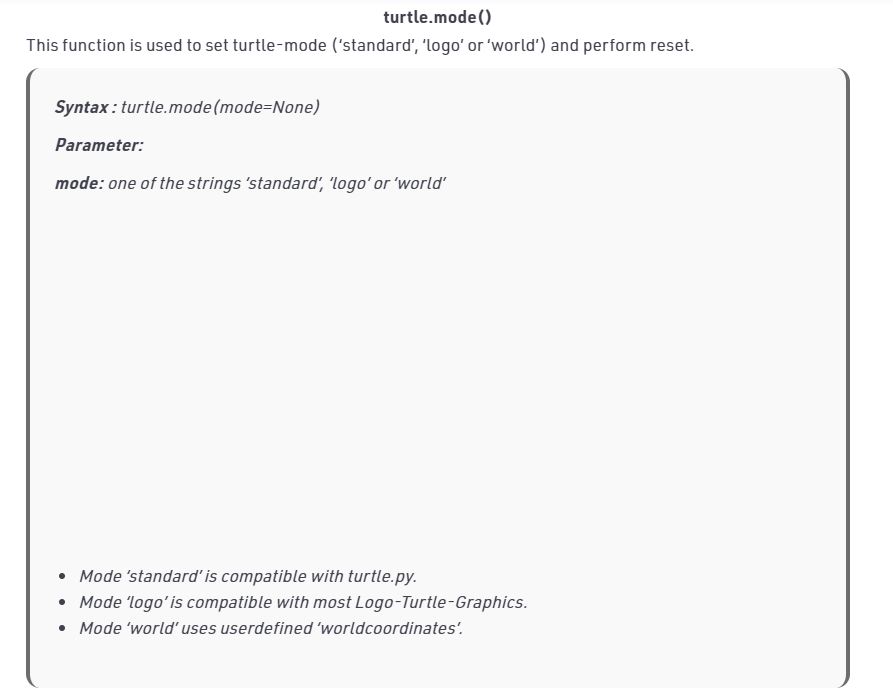 turtle.mode()
This function is used to set turtle-mode (‘standard’, ‘logo’ or ‘world’) and perform reset.
Syntax : turtle.mode(mode=None)
Parameter:
mode: one of the strings ‘standard’, ‘logo’ or ‘world’
• Mode ‘standard’ is compatible with turtle.py.
• Mode ‘logo’ is compatible with most Logo-Turtle-Graphics.
• Mode ‘world’ uses userdefined ‘worldcoordinates’.